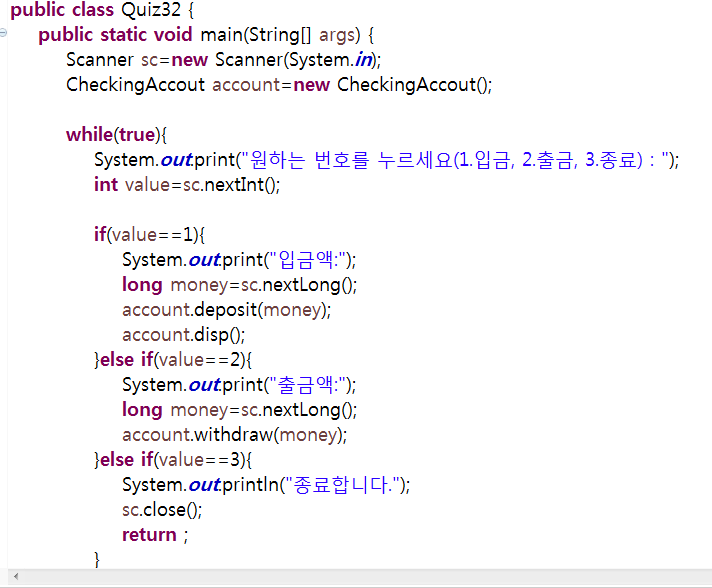 public class Quiz32 {
public static void main(String[] args) {
Scanner sc=new Scanner(System.in);
CheckingAccout account=new CheckingAccout();
while(true){
System.out.print("원하는 번호를 누르세요(1.입금, 2.출금, 3.종료) : ");
int value=sc.nextInt();
if(value==1){
System.out.print("입금액:");
long money=sc.nextLong();
account.deposit(money);
account.disp();
}else if(value==2){
System.out.print("출금액:");
long money=sc.nextLong();
account.withdraw(money);
}else if(value==3){
System.out.println("종료합니다.");
sc.close();
return ;
}